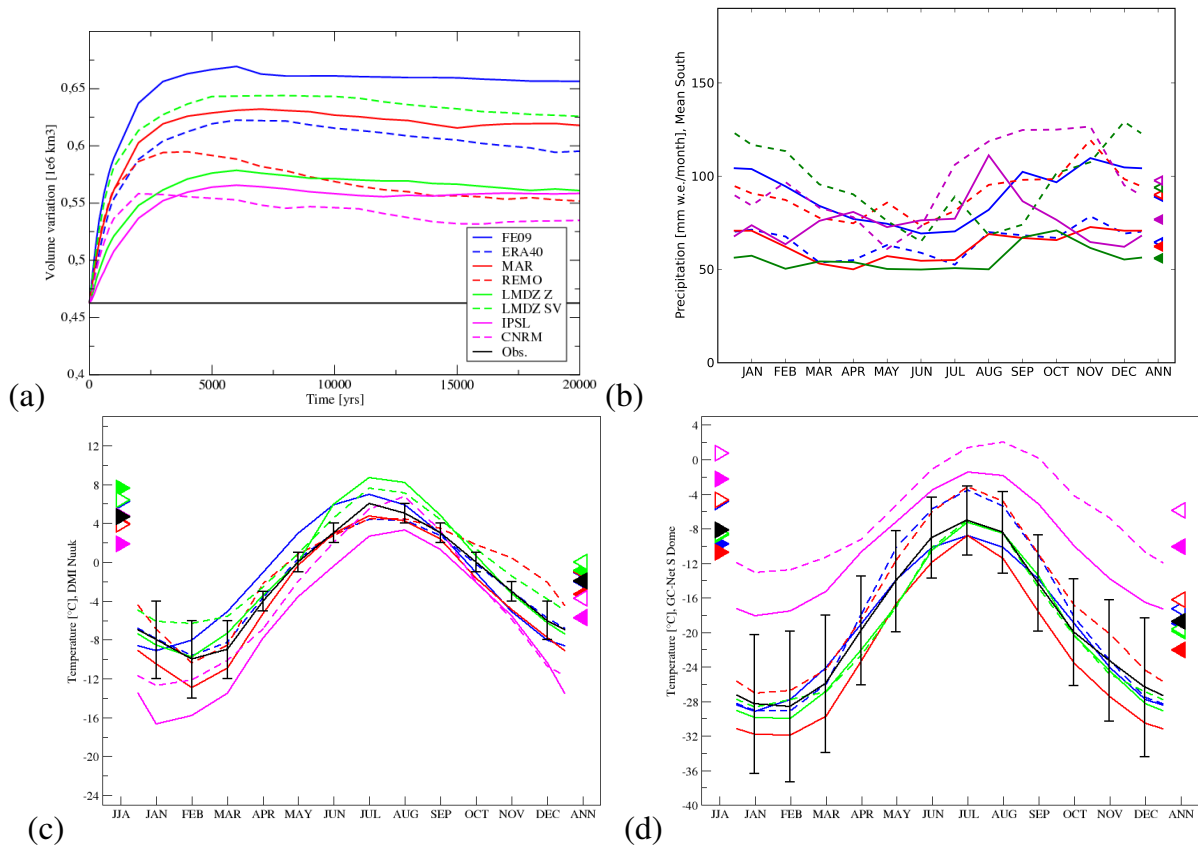 0,65
0,6
0,55
0,5
0,45
0,4
Volume variation [1e6 km3]
0
5000
10000
15000
20000
Time [yrs]
FE09
ERA40
MAR
REMO
LMDZ Z
LMDZ SV
IPSL
CNRM
Obs.
(a)
150
100
50
0
Precipitation [mm w.e./month], Mean South
JAN FEB MAR APR MAY JUN JUL AUG SEP OCT NOV DEC ANN
(b)
12
8
4
0
-4
-8
-12
-16
-20
-24
Temperature [°C], DMI Nuuk
JJA JAN FEB MAR APR MAY JUN JUL AUG SEP OCT NOV DEC ANN
(c)
4
0
-4
-8
-12
-16
-20
-24
-28
-32
-36
-40
Temperature [°C], GC-Net S Dome
JJA JAN FEB MAR APR MAY JUN JUL AUG SEP OCT NOV DEC ANN
(d)